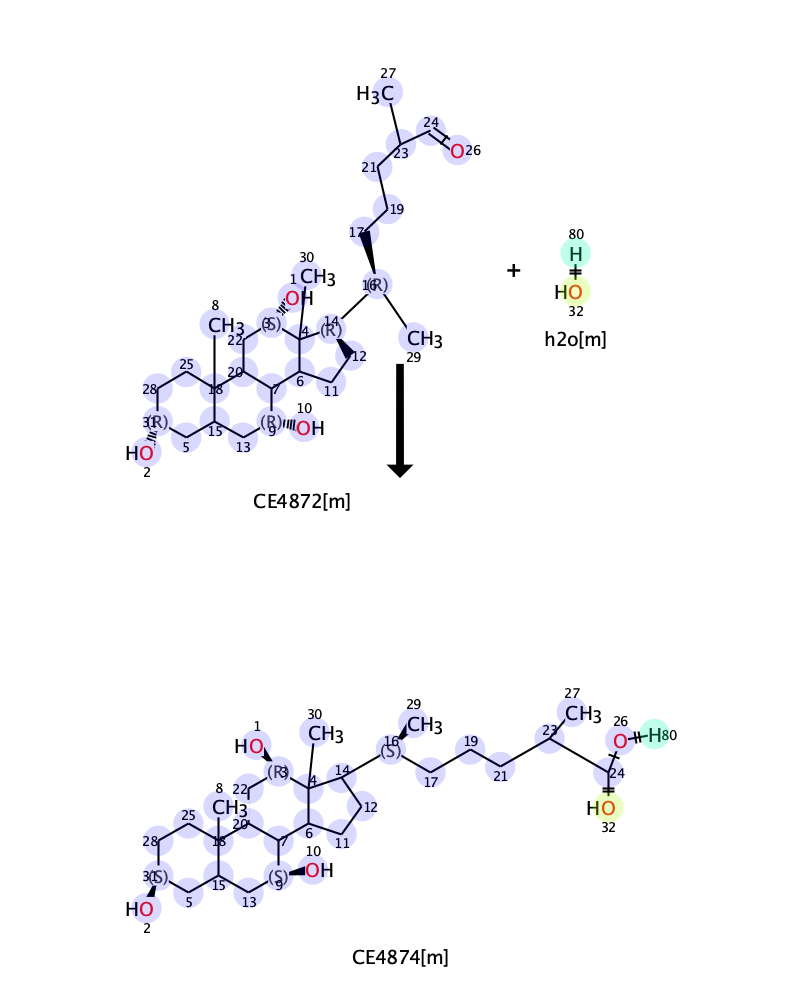 27
H₃C
24
O 26
23
21
19
17
80
H
+
30
CH₃
1
OH
16 (R)
HO
32
h2o[m]
8
CH₃
(S) 3
14
(R)
4
22
12
CH₃
29
25
20
6
11
28
18
7
10
31 (R)
(R)
9
OH
15
HO
2
5
13
CE4872[m]
27
CH₃
29
CH₃
26
O H 80
30
CH₃
1
HO
16
(S)
19
23
(R) 3
14
17
21
24
4
8
CH₃
22
12
HO
32
25
20
6
11
28
18
7
10
OH
31 (S)
(S)
9
15
HO
2
5
13
CE4874[m]